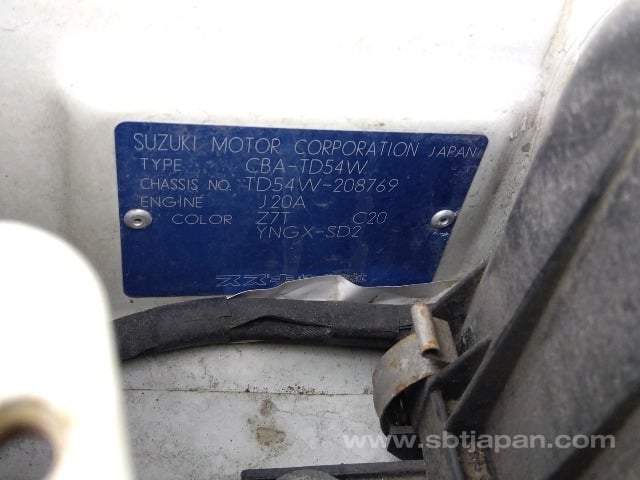 SUZUKI MOTOR CORPORATION JAPAN
TYPE CBA-TD54W
CHASSIS NO. TD54W-208769
ENGINE J20A
COLOR Z7T C20
YNGX-SD2
www.sbtjapan.com